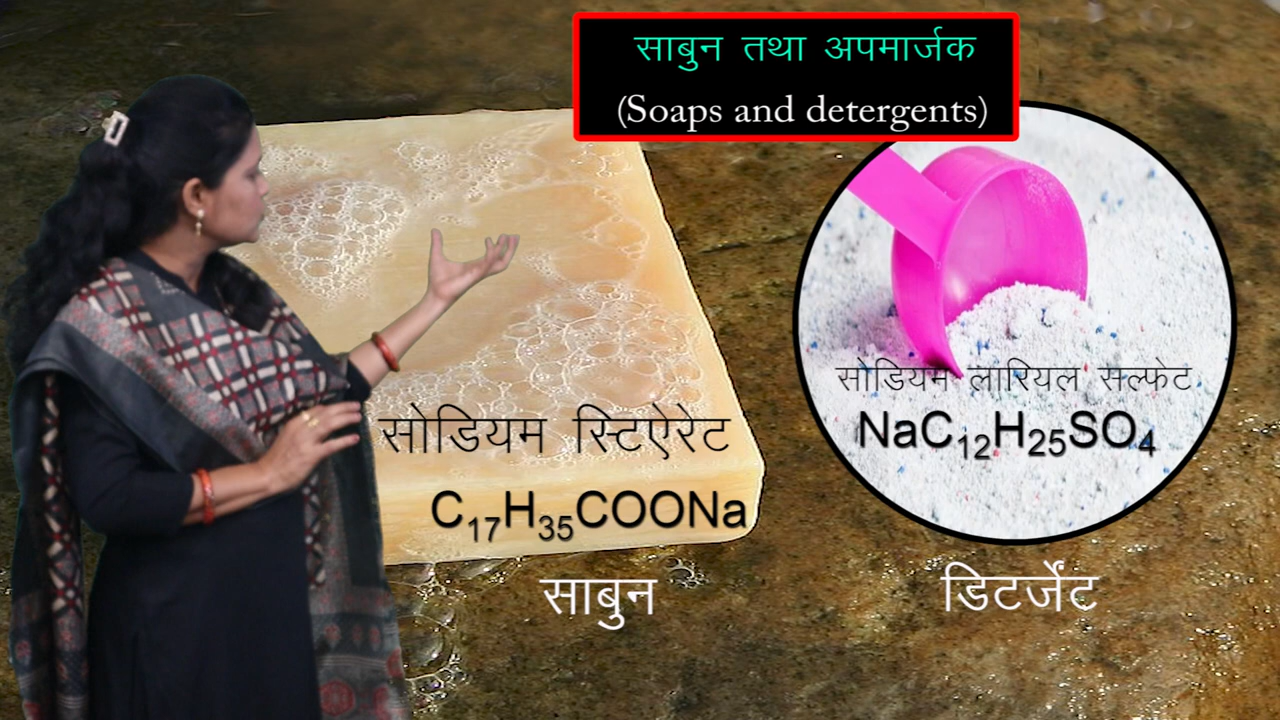 साबुन तथा अपमार्जक
(Soaps and detergents)
सोडियम लारियल सल्फेट
NaC₁₂H₂₅SO₄
सोडियम स्टिऐरेट
C₁₇H₃₅COONa
साबुन
डिटर्जेंट